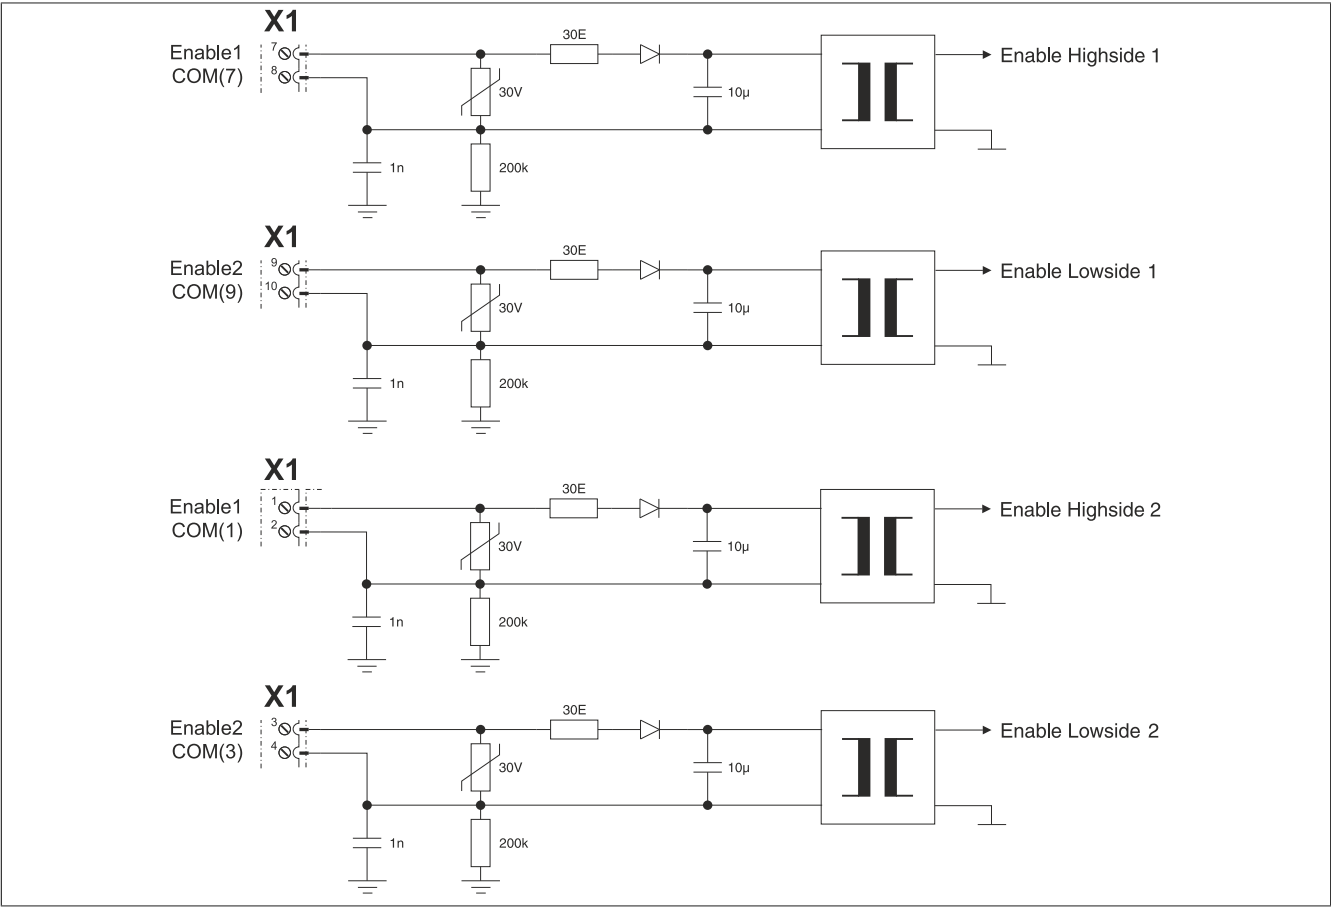 X1
30E
Enable1 7
Enable Highside 1
COM(7) 8
30V
10µ
1n
200k
X1
30E
Enable2 9
Enable Lowside 1
COM(9) 10
30V
10µ
1n
200k
X1
30E
Enable1 1
Enable Highside 2
COM(1) 2
30V
10µ
1n
200k
X1
30E
Enable2 3
Enable Lowside 2
COM(3) 4
30V
10µ
1n
200k